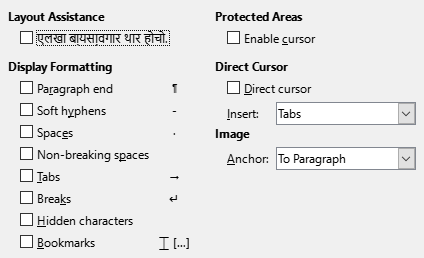 Layout Assistance
एलखा बायसावगार थार होचो.
Display Formatting
Paragraph end ¶
Soft hyphens -
Spaces ·
Non-breaking spaces
Tabs →
Breaks ↵
Hidden characters
Bookmarks [...]
Protected Areas
Enable cursor
Direct Cursor
Direct cursor
Insert: Tabs
Image
Anchor: To Paragraph